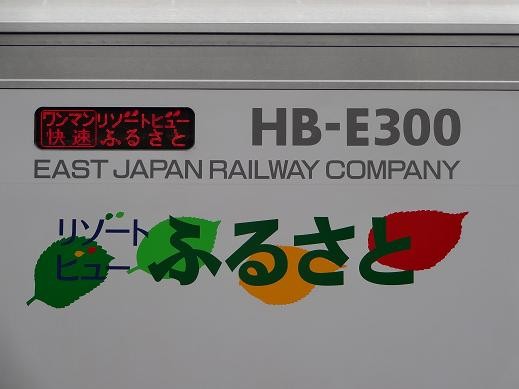 ワンマン リゾートビュー
快速 ふるさと
HB-E300
EAST JAPAN RAILWAY COMPANY
リゾート
ビュー
ふるさと